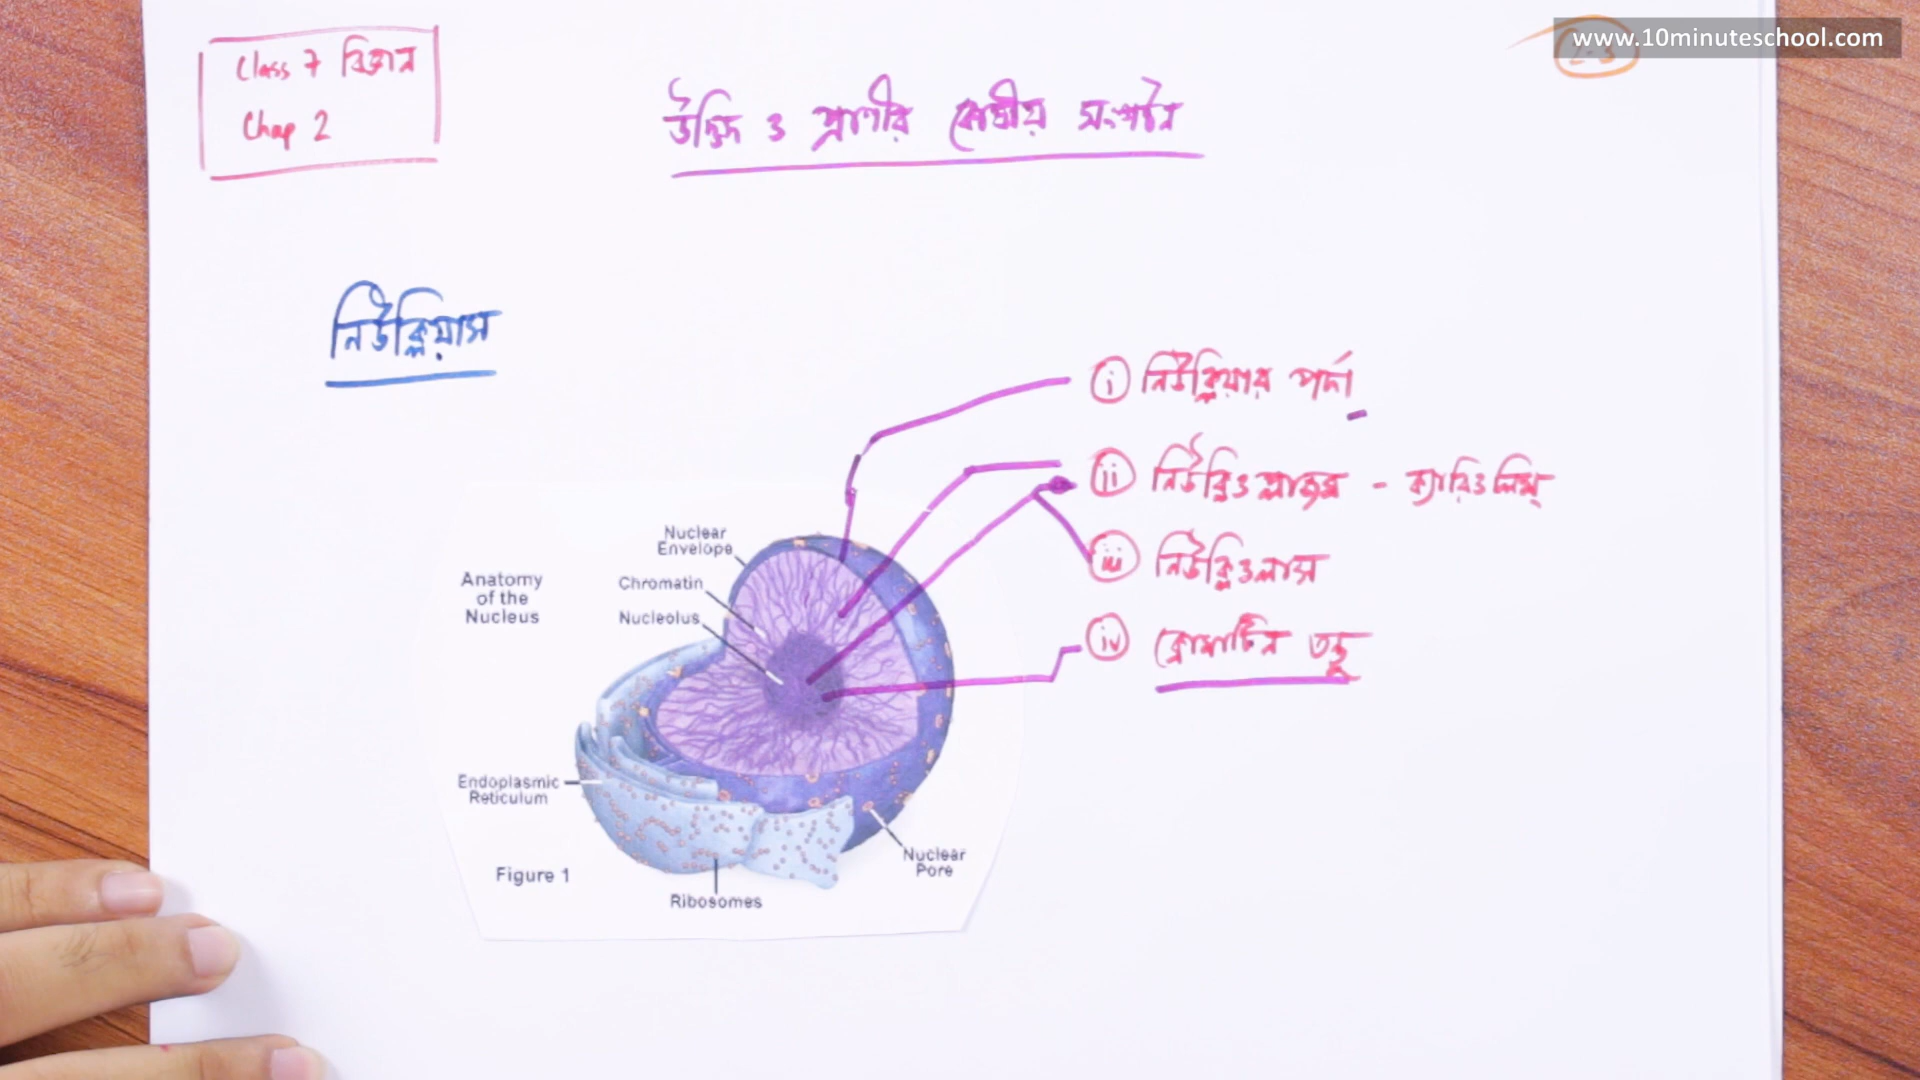 www.10minuteschool.com
Class 7 বিজ্ঞান
Chap 2
উদ্ভিদ ও প্রাণীর কোষীয় সংগঠন
নিউক্লিয়াস
i নিউক্লিয়ার পর্দা
ii নিউক্লিওপ্লাজম - ক্যারিওলিম্ফ
iii নিউক্লিওলাস
iv ক্রোমাটিন তন্তু
Nuclear
Envelope
Chromatin
Nucleolus
Anatomy
of the
Nucleus
Endoplasmic
Reticulum
Figure 1
Ribosomes
Nuclear
Pore